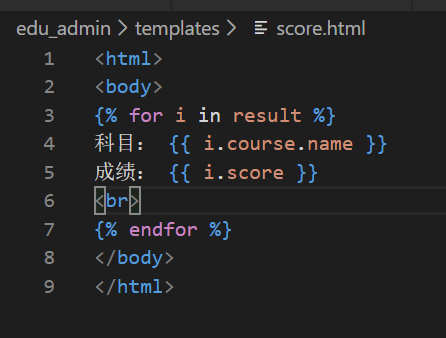 edu_admin > templates > score.html
1 <html>
2 <body>
3 {% for i in result %}
4 科目： {{ i.course.name }}
5 成绩： {{ i.score }}
6 <br>
7 {% endfor %}
8 </body>
9 </html>